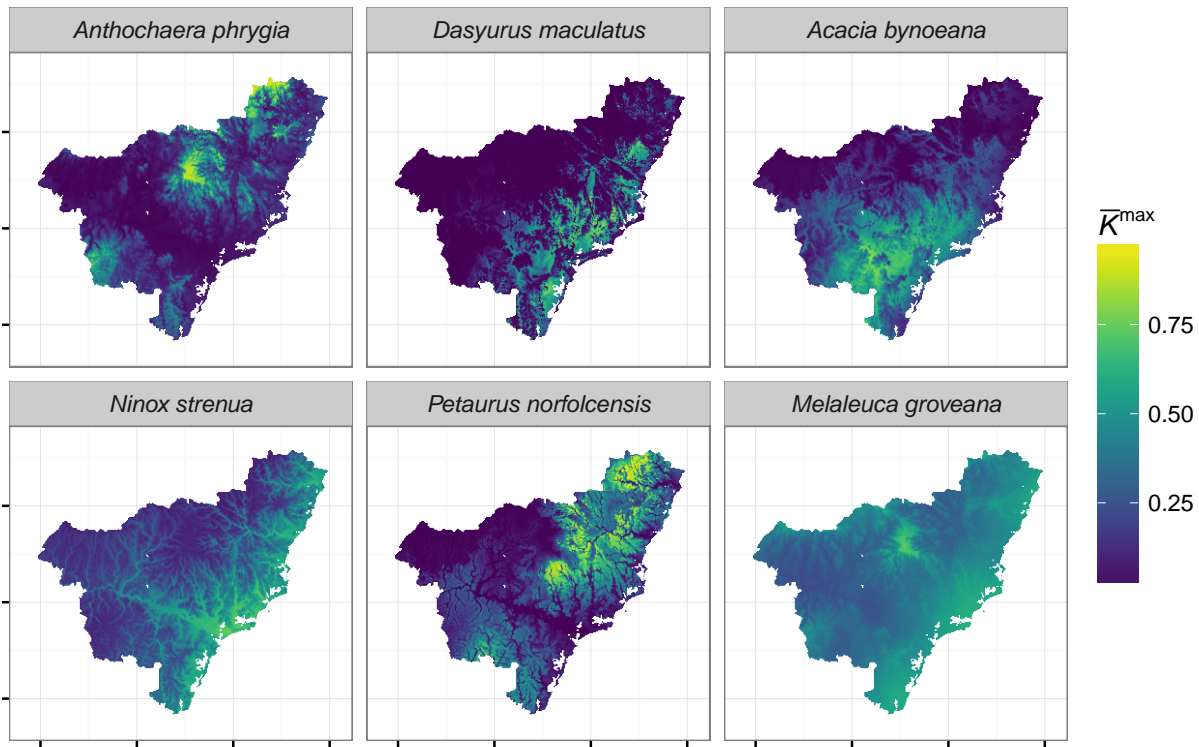 Anthochaera phrygia
Dasyurus maculatus
Acacia bynoeana
Ninox strenua
Petaurus norfolcensis
Melaleuca groveana
K̅max
0.75
0.50
0.25